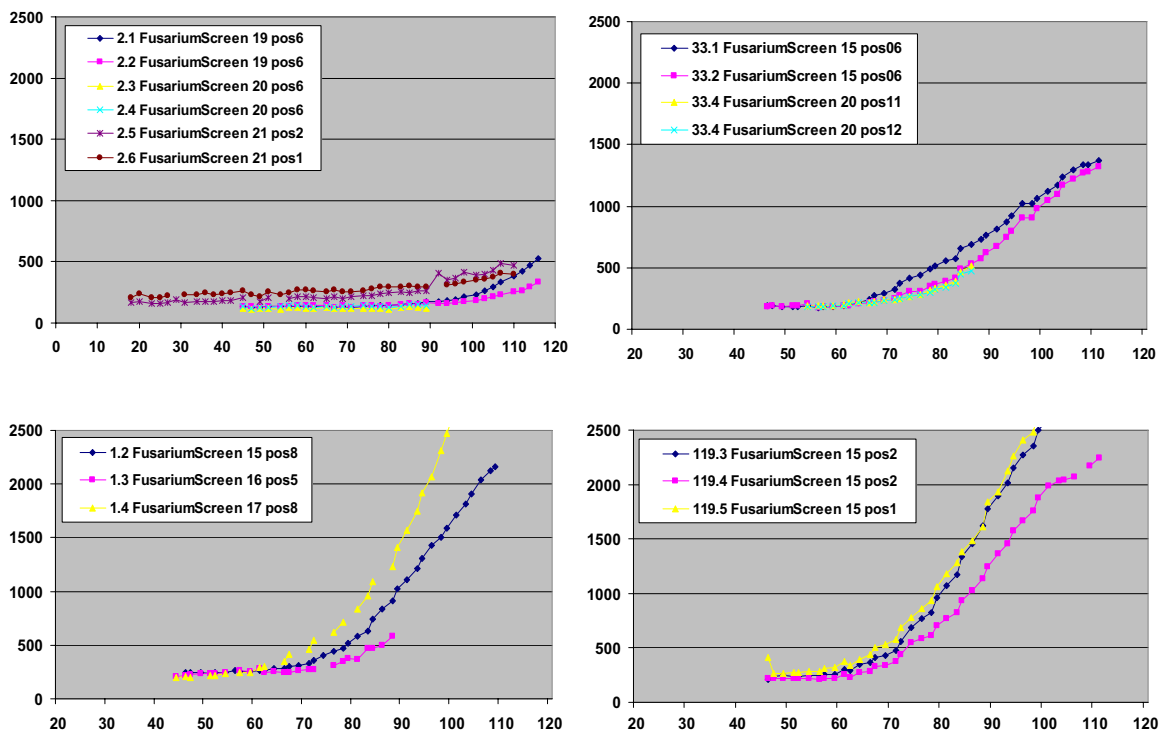 2500
2000
1500
1000
500
0
2.1 FusariumScreen 19 pos6
2.2 FusariumScreen 19 pos6
2.3 FusariumScreen 20 pos6
2.4 FusariumScreen 20 pos6
2.5 FusariumScreen 21 pos2
2.6 FusariumScreen 21 pos1
0 10 20 30 40 50 60 70 80 90 100 110 120
2500
2000
1500
1000
500
0
33.1 FusariumScreen 15 pos06
33.2 FusariumScreen 15 pos06
33.4 FusariumScreen 20 pos11
33.4 FusariumScreen 20 pos12
20 30 40 50 60 70 80 90 100 110 120
2500
2000
1500
1000
500
0
1.2 FusariumScreen 15 pos8
1.3 FusariumScreen 16 pos5
1.4 FusariumScreen 17 pos8
20 30 40 50 60 70 80 90 100 110 120
2500
2000
1500
1000
500
0
119.3 FusariumScreen 15 pos2
119.4 FusariumScreen 15 pos2
119.5 FusariumScreen 15 pos1
20 30 40 50 60 70 80 90 100 110 120